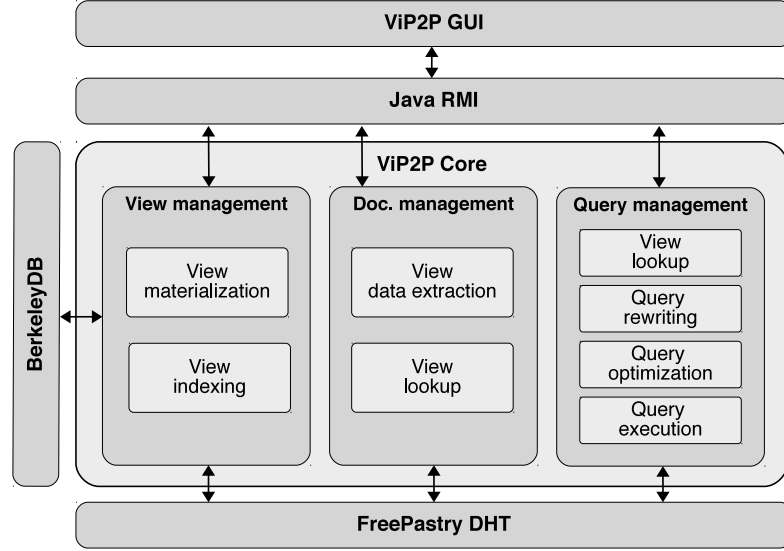 ViP2P GUI
Java RMI
BerkeleyDB
ViP2P Core
View management
View
materialization
View
indexing
Doc. management
View
data extraction
View
lookup
Query management
View
lookup
Query
rewriting
Query
optimization
Query
execution
FreePastry DHT